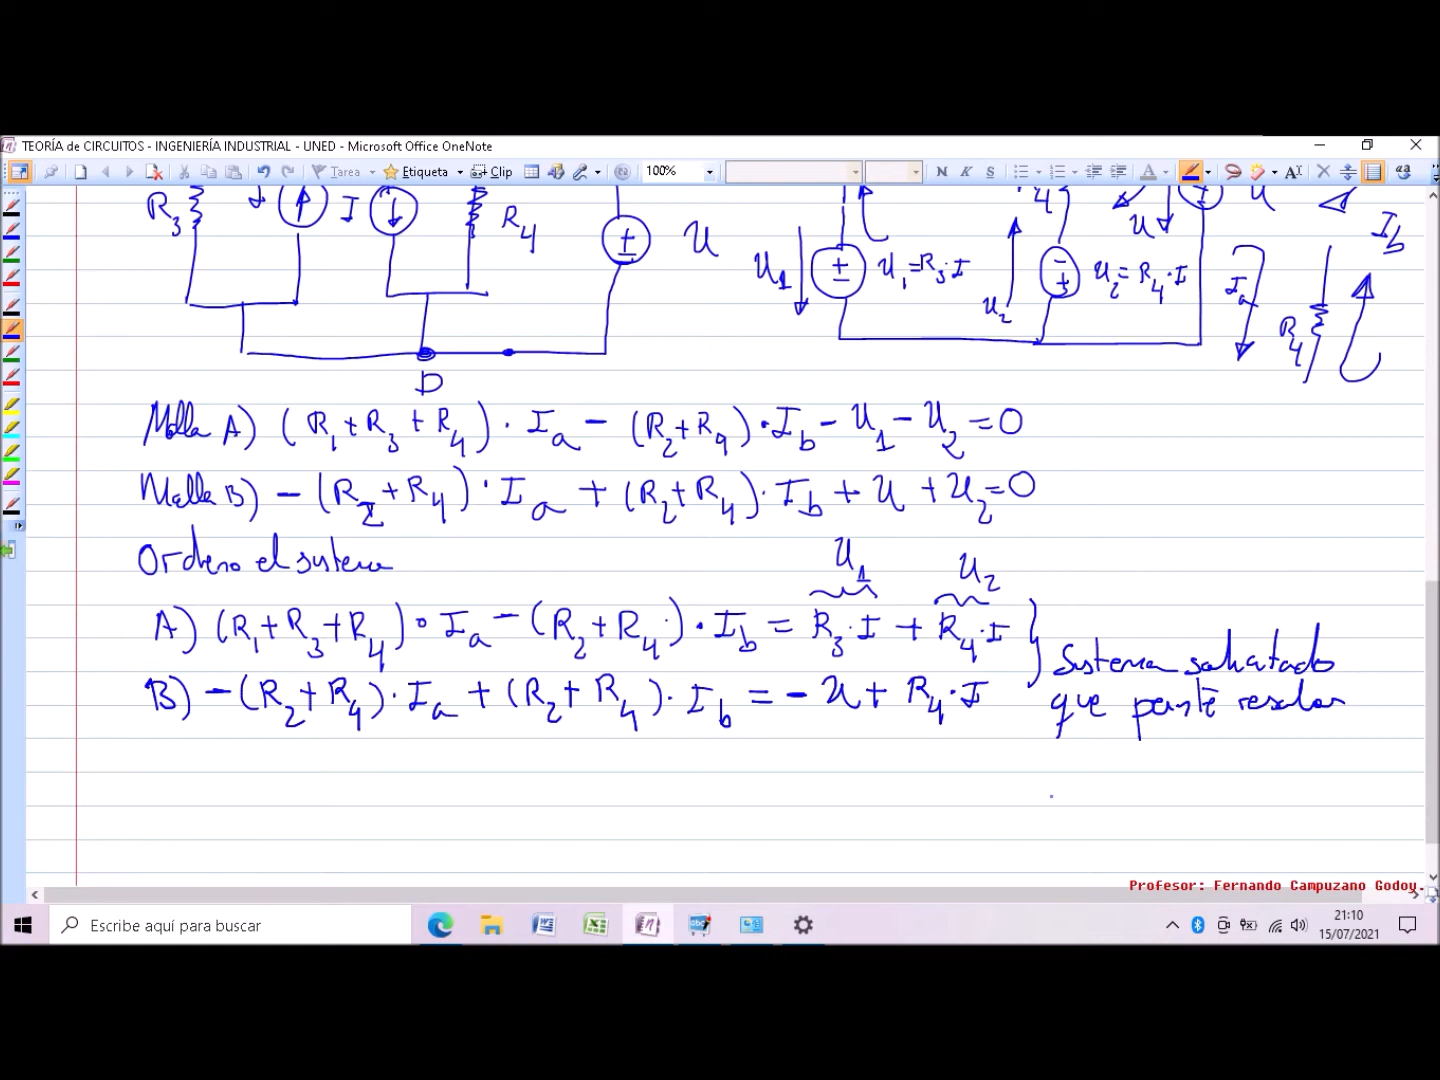 TEORÍA de CIRCUITOS - INGENIERÍA INDUSTRIAL - UNED - Microsoft Office OneNote
Tarea Etiqueta Clip 100% N K S A
R3 I R4 U
U1 U1=R3·I U2 U2=R4·I U Ia R4 Ib
4
D
Malla A) (R1+R3+R4)·Ia-(R2+R4)·Ib-U1-U2=0
Malla B) -(R2+R4)·Ia+(R2+R4)·Ib+U+U2=0
Ordeno el sistema
U1 U2
A) (R1+R3+R4)·Ia-(R2+R4·)·Ib=R3·I+R4·I
B) -(R2+R4)·Ia+(R2+R4)·Ib=-U+R4·I
Sistema solicitado
que permite resolver
Profesor: Fernando Campuzano Godoy.
Escribe aquí para buscar
21:10
15/07/2021